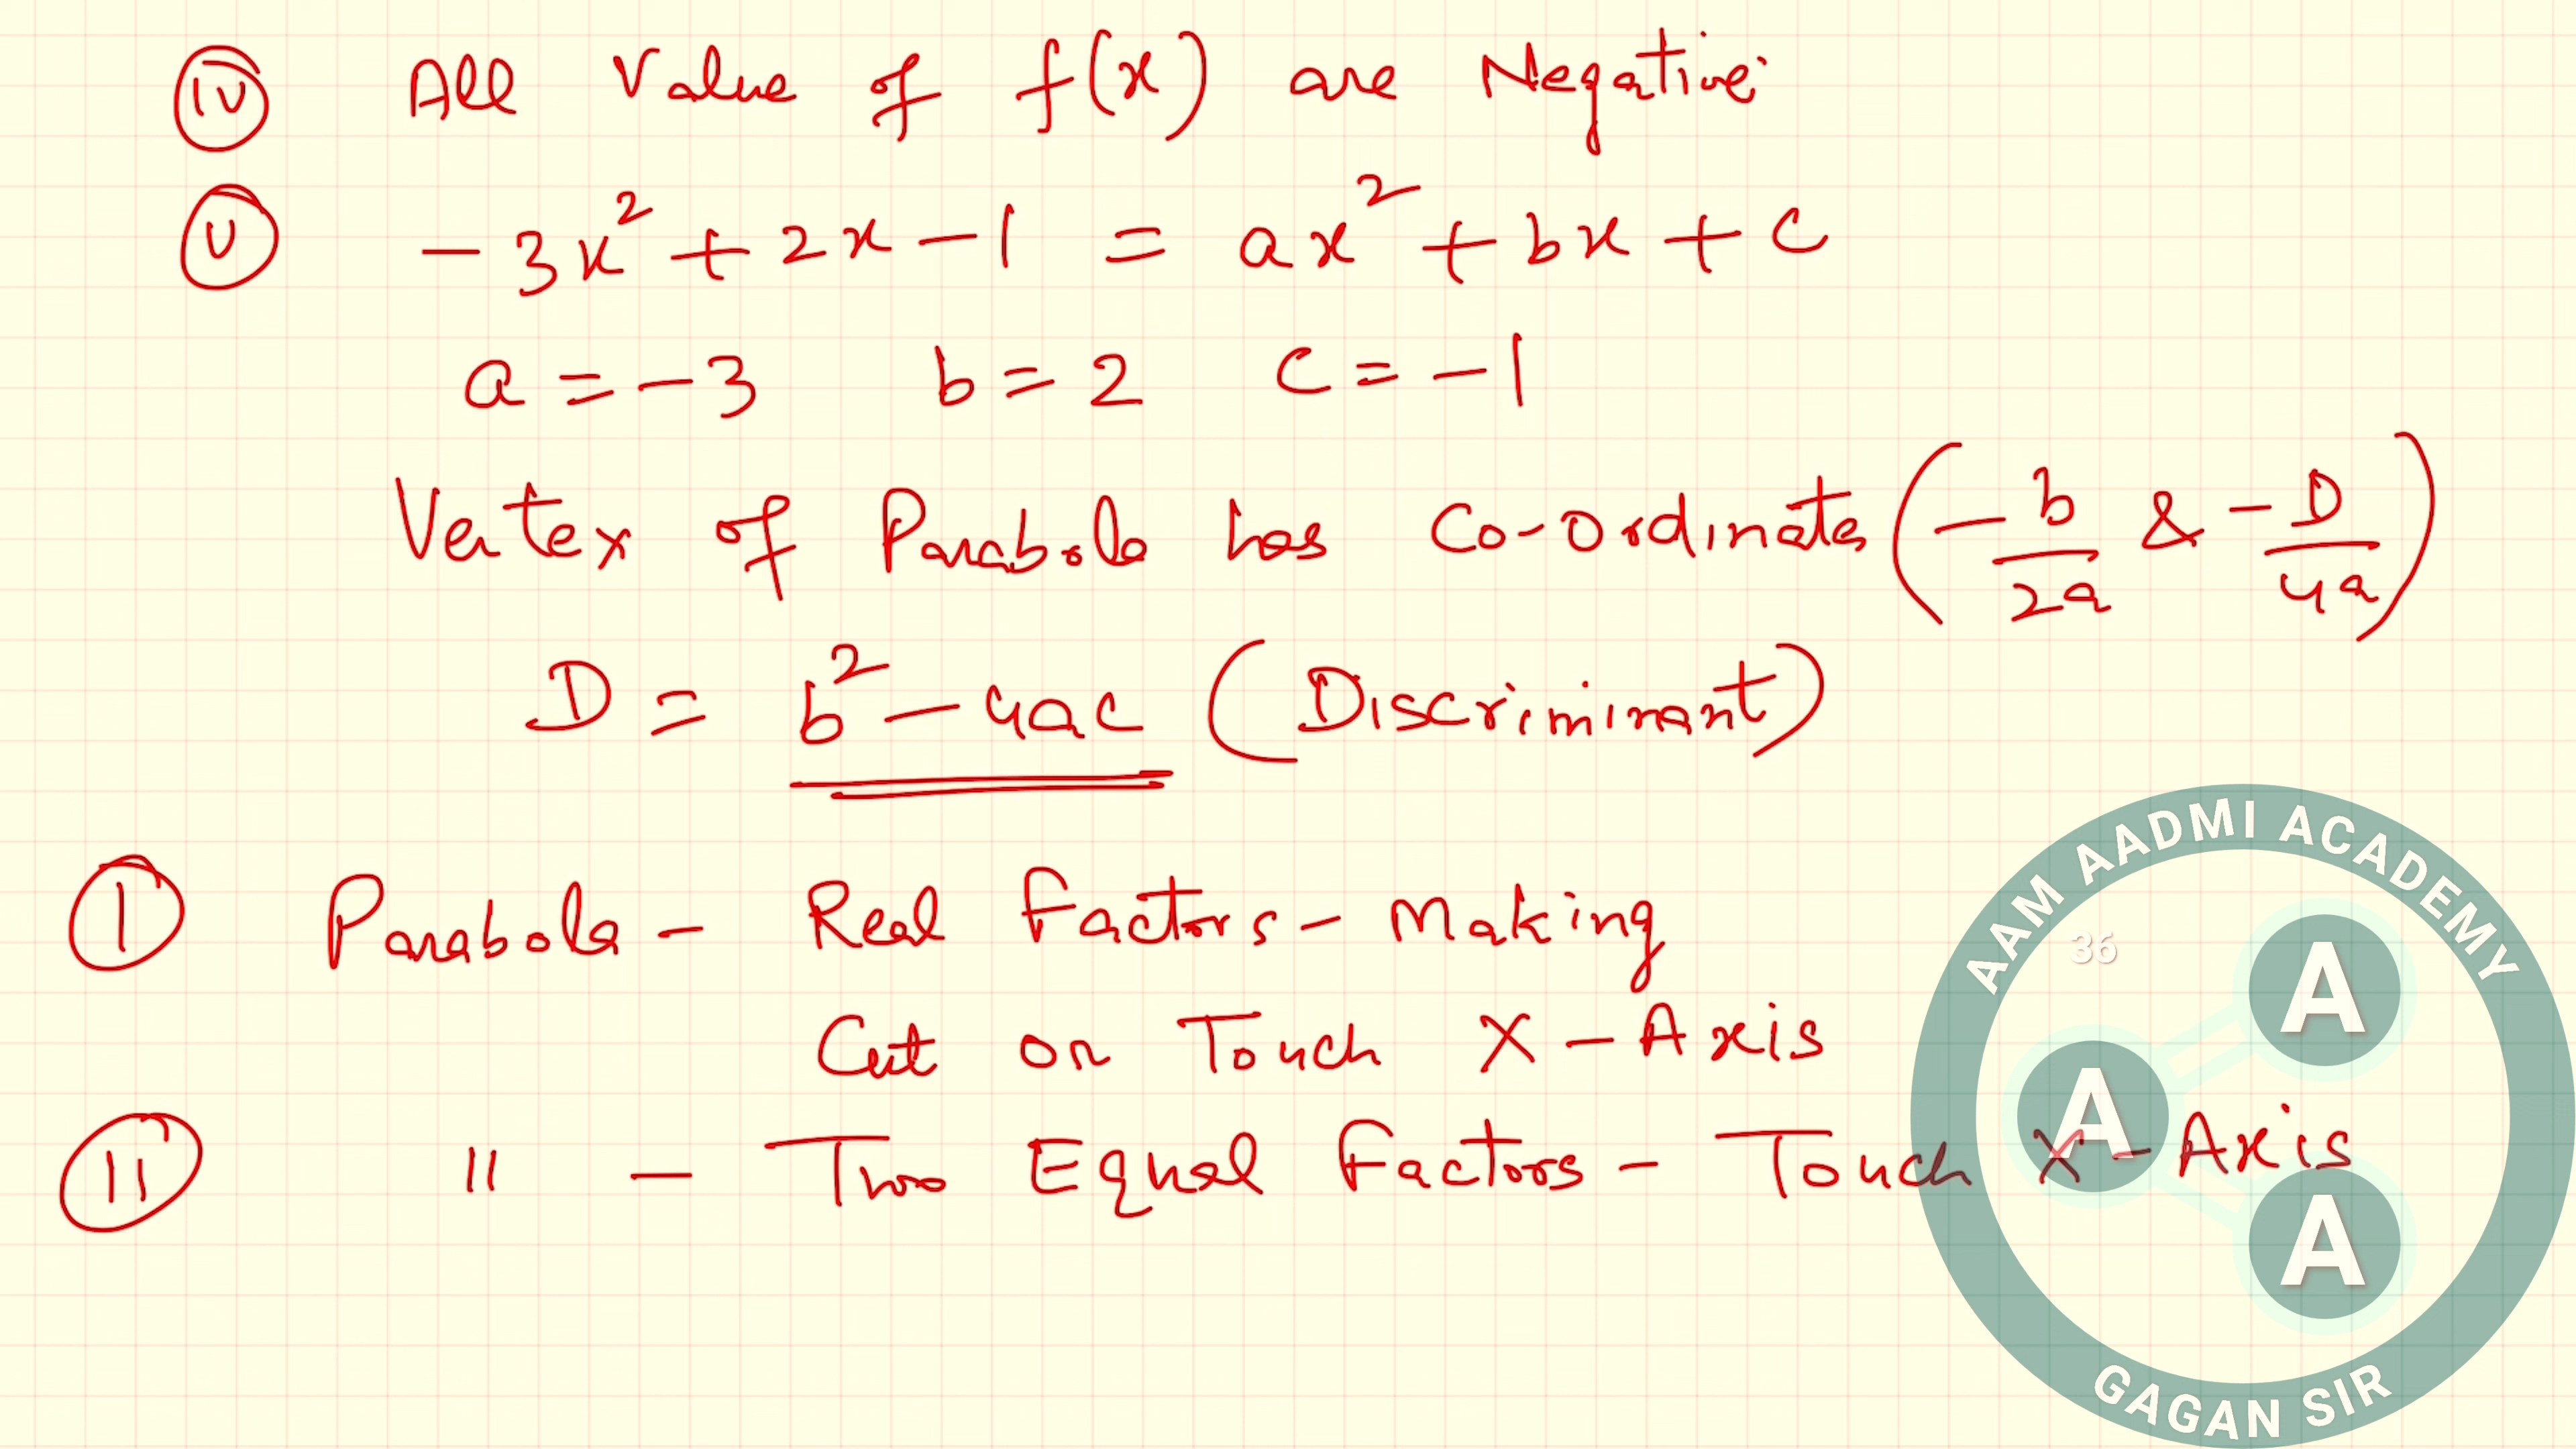 (iv) All Value of f(x) are Negative
(v) -3x² + 2x - 1 = ax² + bx + c
a = -3 b = 2 c = -1
Vertex of Parabola has Co-ordinates (-b/2a & -D/4a)
D = b² - 4ac (Discriminant)
(I) Parabola - Real Factors - Making
Cut or Touch X-Axis
(II) " - Two Equal Factors - Touch X-Axis
AAM AADMI ACADEMY
36
A
A
A
GAGAN SIR